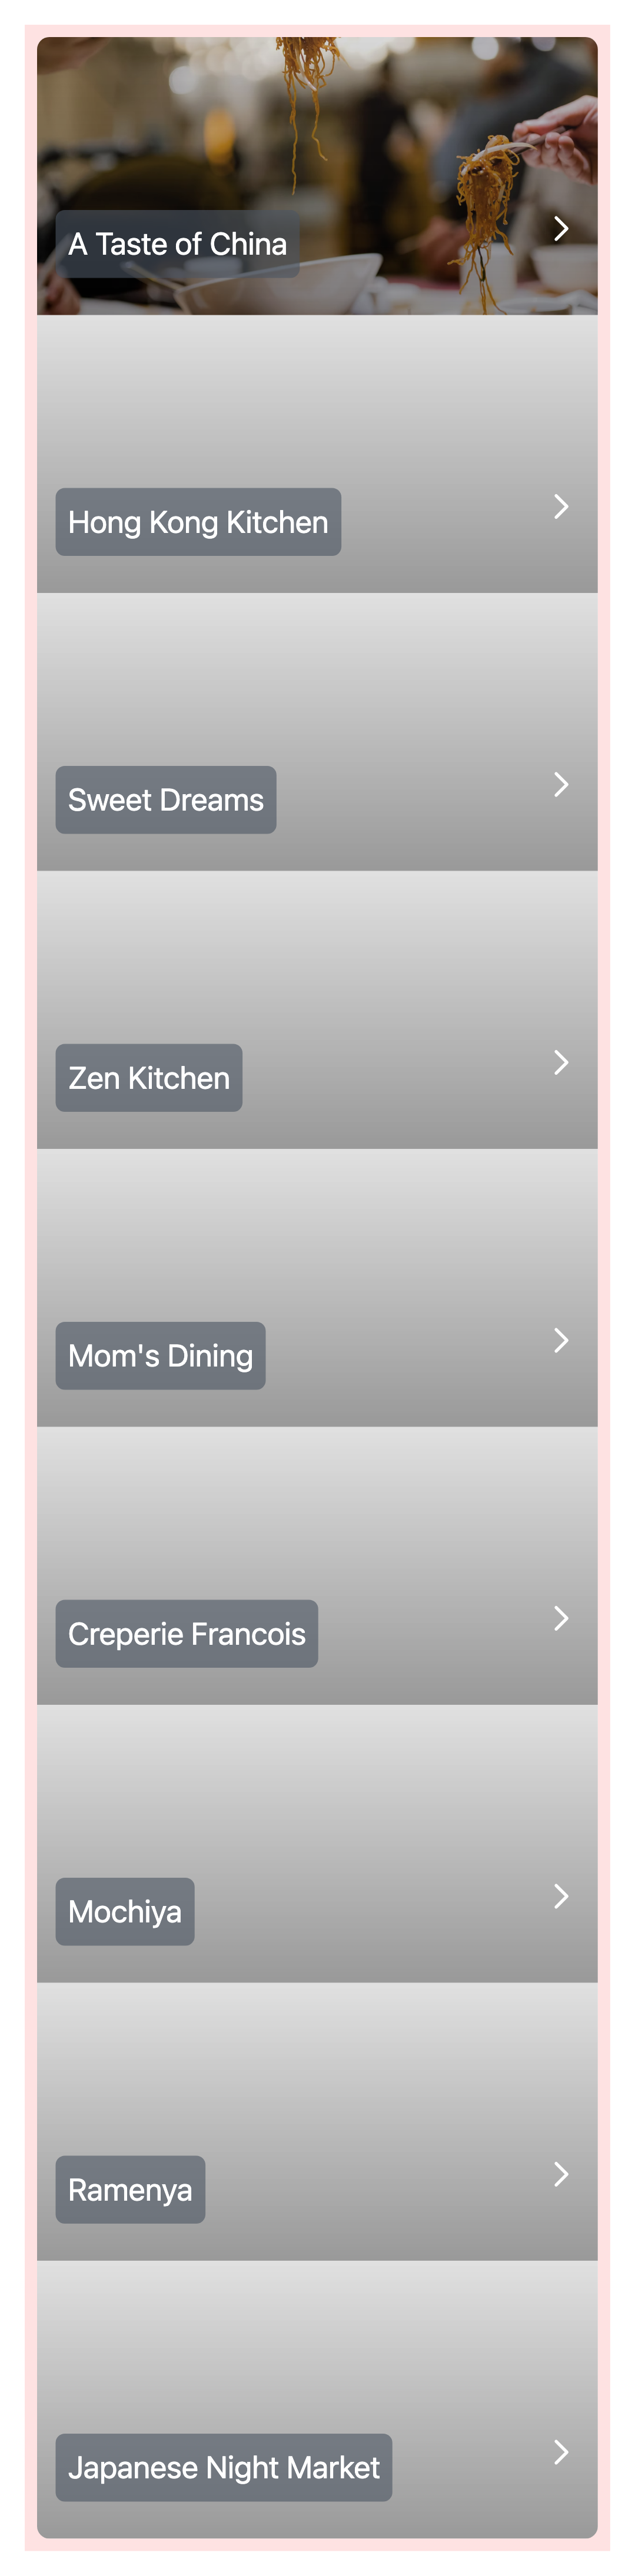 A Taste of China
Hong Kong Kitchen
Sweet Dreams
Zen Kitchen
Mom's Dining
Creperie Francois
Mochiya
Ramenya
Japanese Night Market